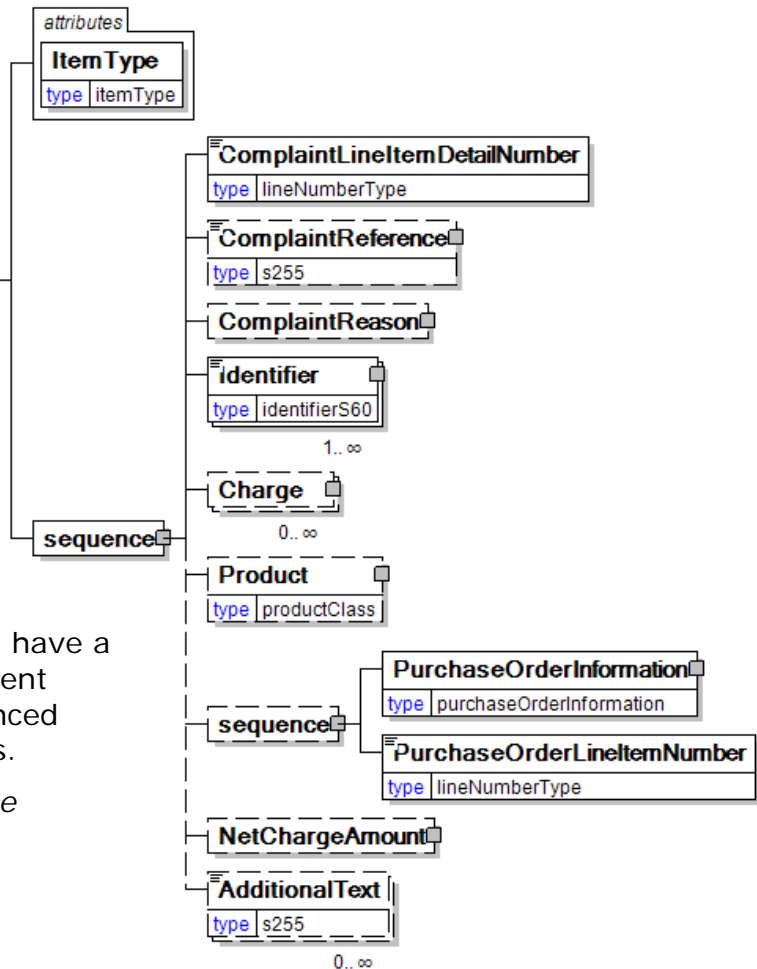 attributes
ItemType
type itemType
ComplaintLineItemDetailNumber
type lineNumberType
ComplaintReference
type s255
ComplaintReason
Identifier
type identifierS60
1.. ∞
Charge
0.. ∞
sequence
Product
type productClass
have a
ent
nced
s.
e
sequence
PurchaseOrderInformation
type purchaseOrderInformation
PurchaseOrderLineItemNumber
type lineNumberType
NetChargeAmount
AdditionalText
type s255
0.. ∞